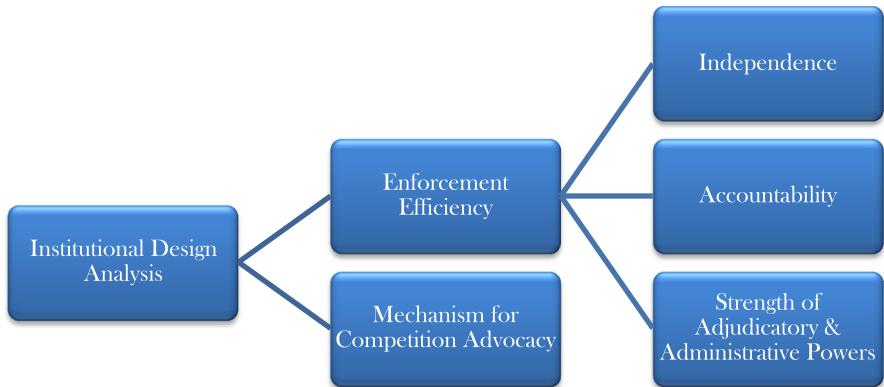 Institutional Design
Analysis
Enforcement
Efficiency
Mechanism for
Competition Advocacy
Independence
Accountability
Strength of
Adjudicatory &
Administrative Powers